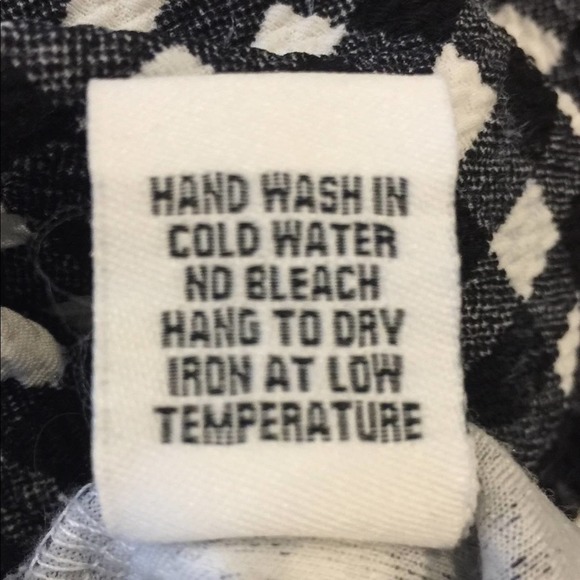 HAND WASH IN
COLD WATER
NO BLEACH
HANG TO DRY
IRON AT LOW
TEMPERATURE